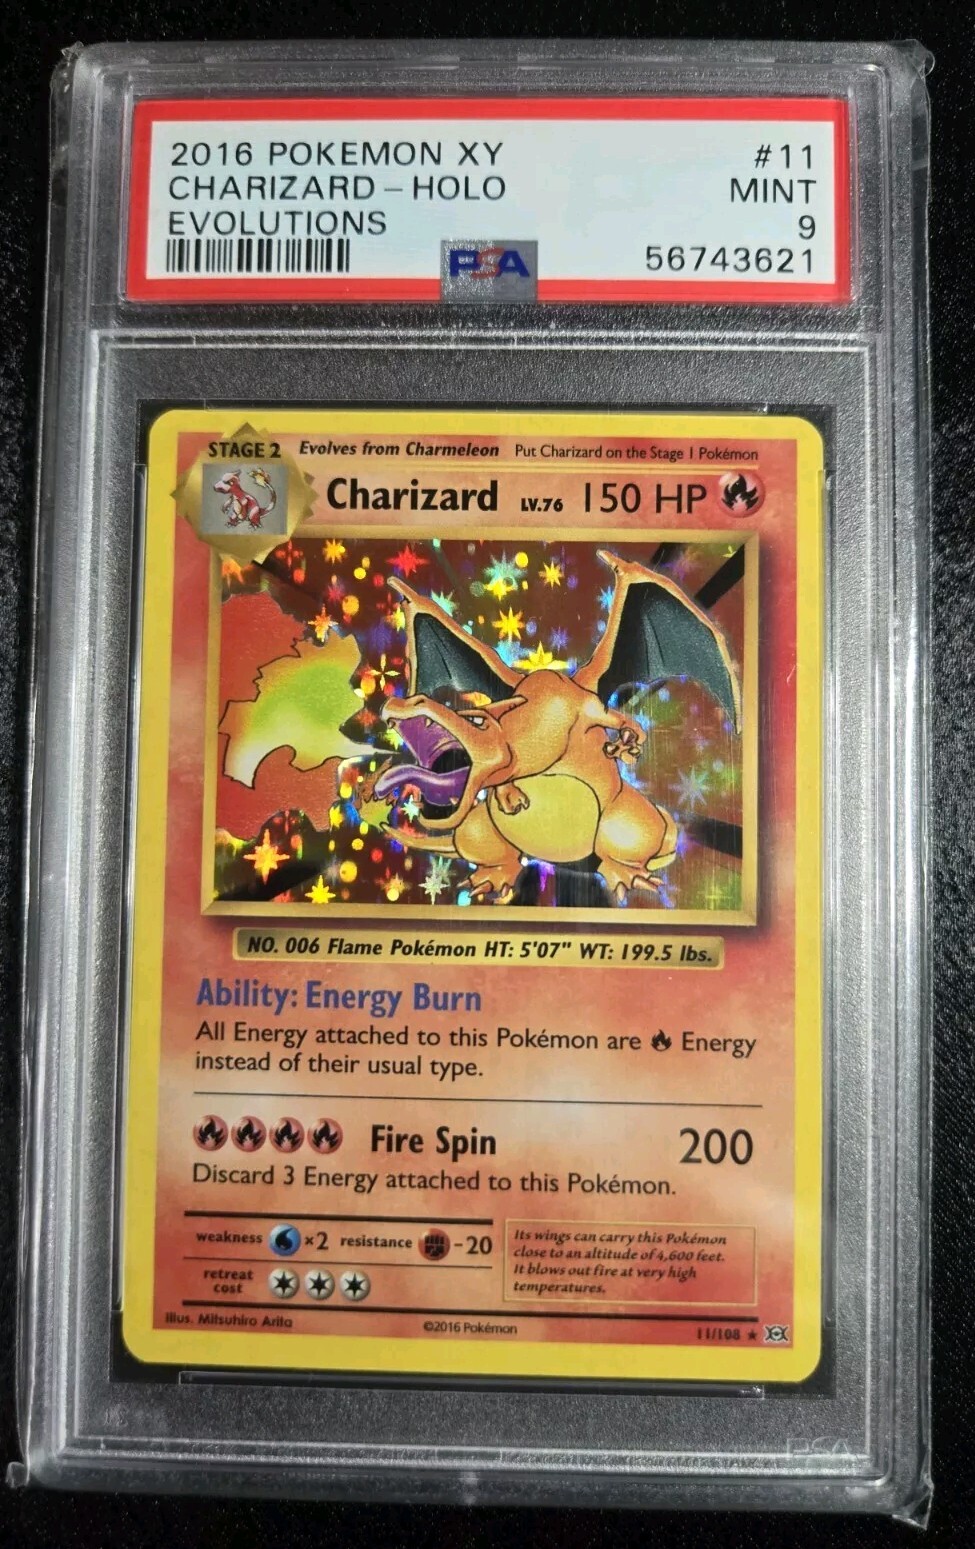 2016 POKEMON XY #11
CHARIZARD - HOLO MINT
EVOLUTIONS 9
PSA 56743621
STAGE 2 Evolves from Charmeleon Put Charizard on the Stage 1 Pokémon
Charizard LV.76 150 HP
NO. 006 Flame Pokémon HT: 5'07" WT: 199.5 lbs.
Ability: Energy Burn
All Energy attached to this Pokémon are Energy
instead of their usual type.
Fire Spin 200
Discard 3 Energy attached to this Pokémon.
weakness ×2 resistance -20
retreat
cost
Its wings can carry this Pokémon
close to an altitude of 4,600 feet.
It blows out fire at very high
temperatures.
Illus. Mitsuhiro Arita ©2016 Pokémon 11/108
PSA